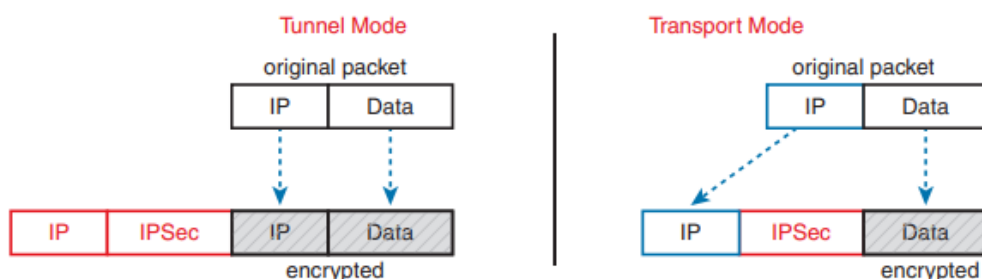 Tunnel Mode
original packet
IP Data
IP IPSec IP Data
encrypted
Transport Mode
original packet
IP Data
IP IPSec Data
encrypted